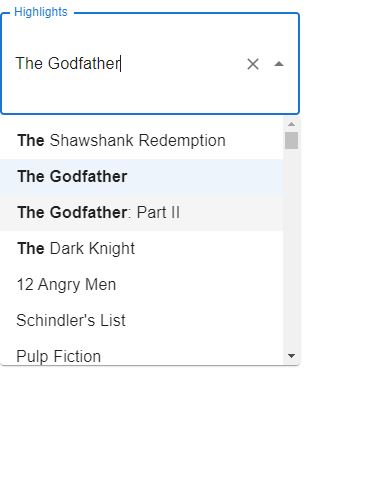 Highlights
The Godfather
The Shawshank Redemption
The Godfather
The Godfather: Part II
The Dark Knight
12 Angry Men
Schindler's List
Pulp Fiction